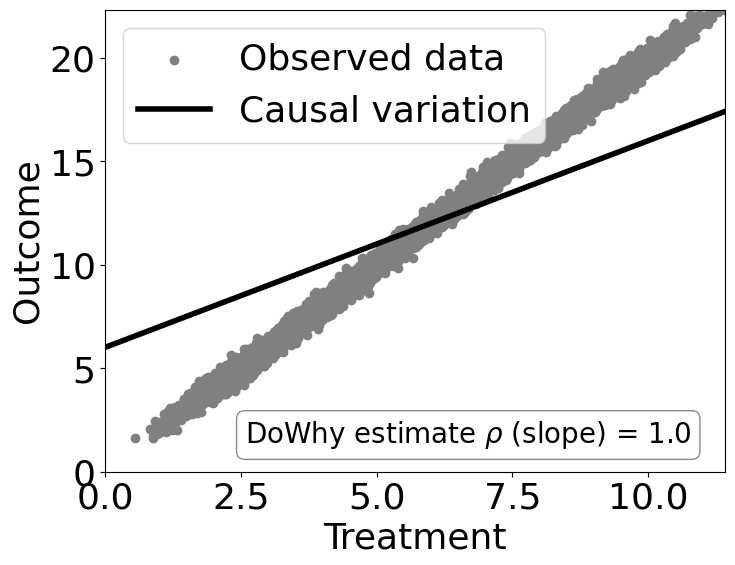 Observed data
Causal variation
20
15
10
5
0
Outcome
DoWhy estimate ρ (slope) = 1.0
0.0 2.5 5.0 7.5 10.0
Treatment